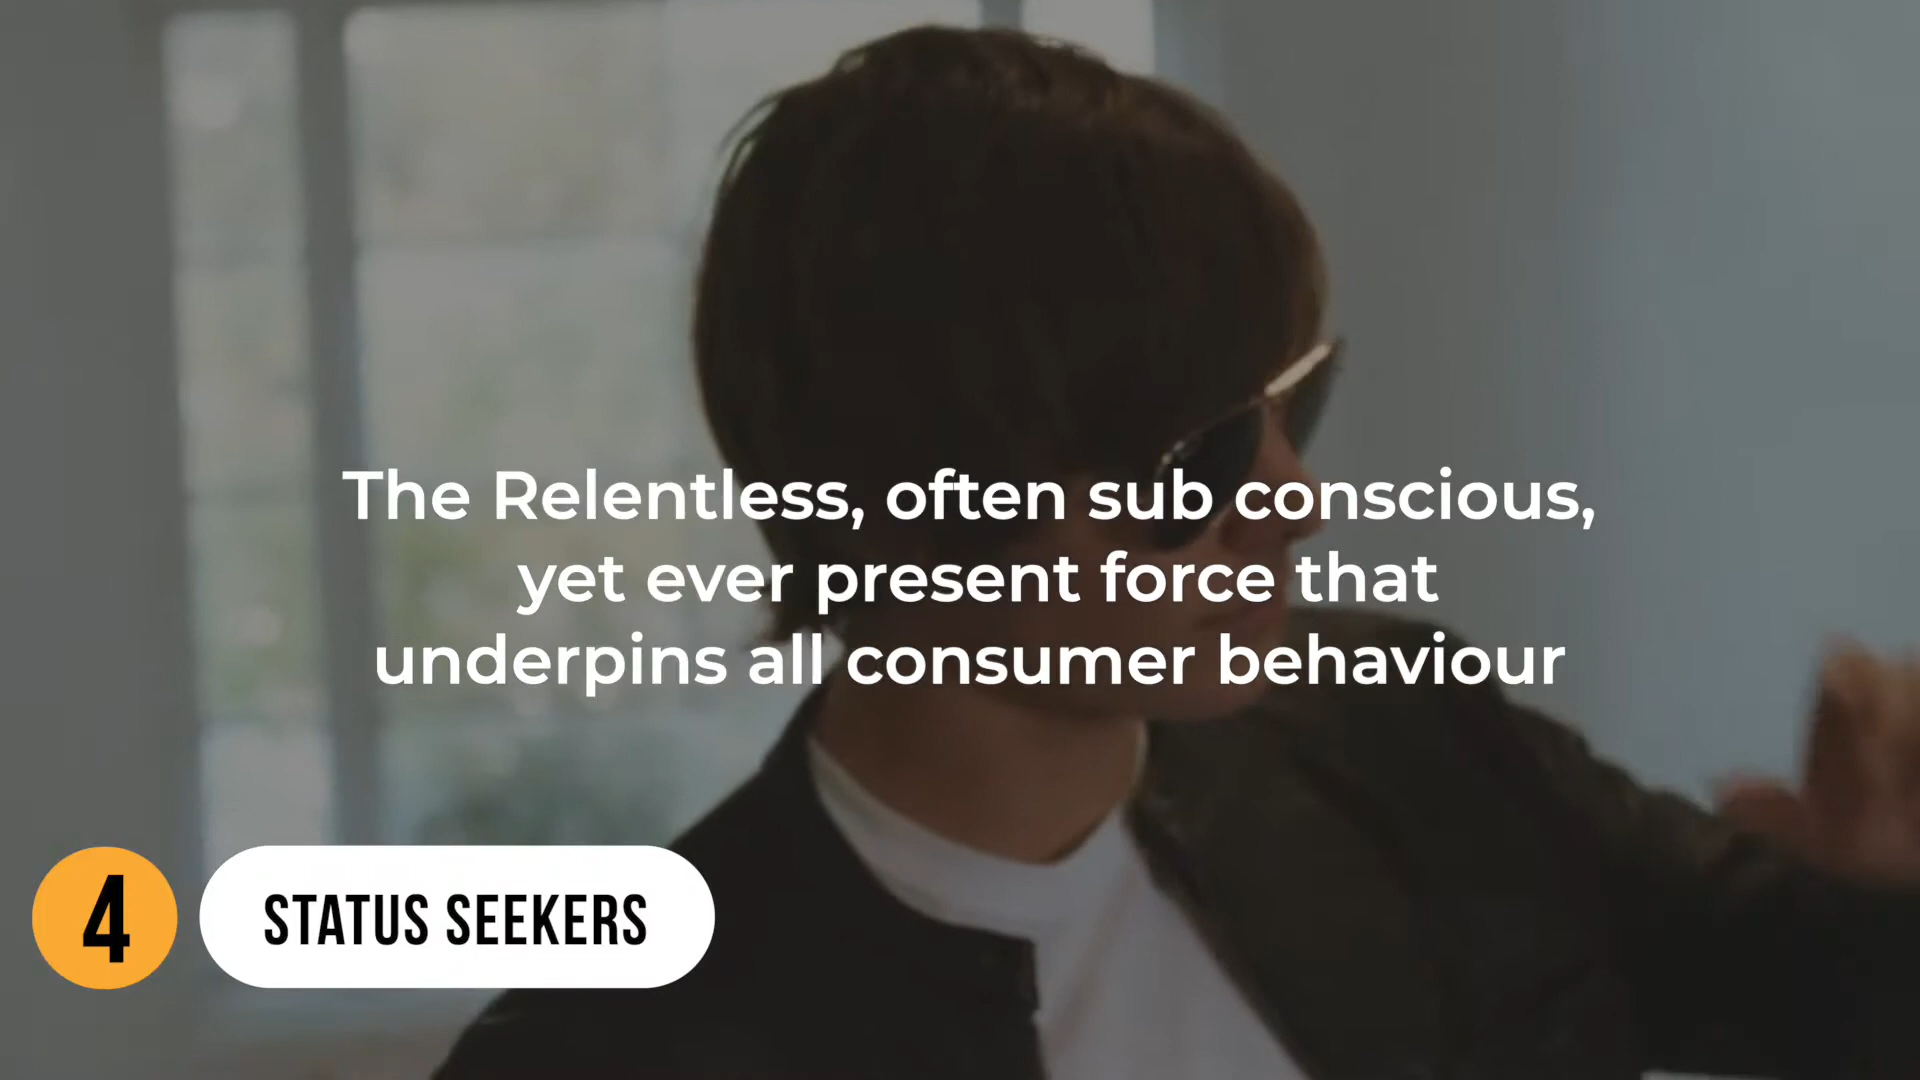 The Relentless, often sub conscious,
yet ever present force that
underpins all consumer behaviour
4
STATUS SEEKERS